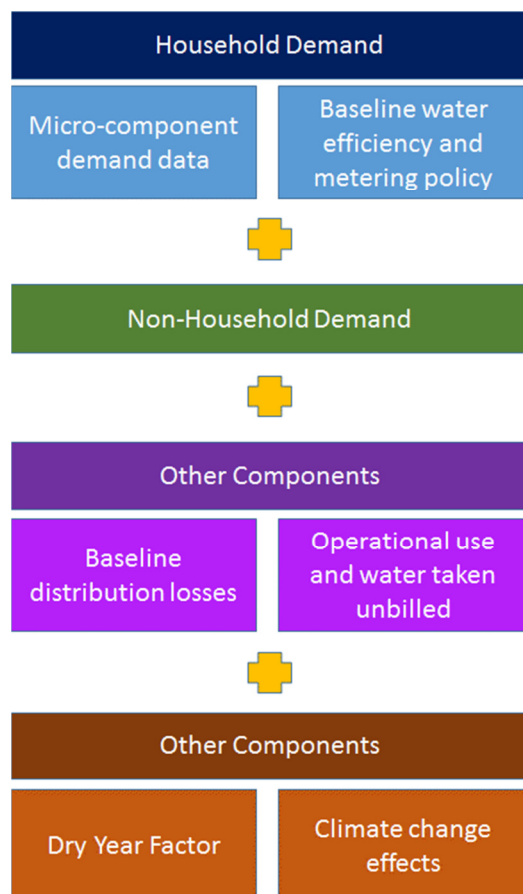 Household Demand
Micro-component
demand data
Baseline water
efficiency and
metering policy
Non-Household Demand
Other Components
Baseline
distribution losses
Operational use
and water taken
unbilled
Other Components
Dry Year Factor
Climate change
effects